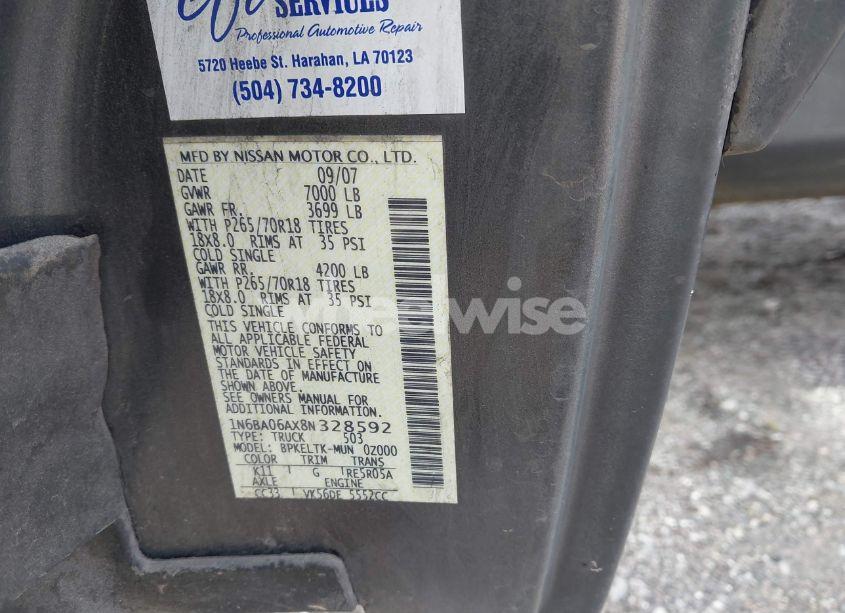 SERVICES
Professional Automotive Repair
5720 Heebe St. Harahan, LA 70123
(504) 734-8200
MFD BY NISSAN MOTOR CO., LTD.
DATE 09/07
GVWR 7000 LB
GAWR FR. 3699 LB
WITH P265/70R18 TIRES
18X8.0 RIMS AT 35 PSI
COLD SINGLE
GAWR RR. 4200 LB
WITH P265/70R18 TIRES
18X8.0 RIMS AT 35 PSI
COLD SINGLE
THIS VEHICLE CONFORMS TO
ALL APPLICABLE FEDERAL
MOTOR VEHICLE SAFETY
STANDARDS IN EFFECT ON
THE DATE OF MANUFACTURE
SHOWN ABOVE.
SEE OWNERS MANUAL FOR
ADDITIONAL INFORMATION.
1N6BA06AX8N328592
TYPE: TRUCK 503
MODEL: BPKELTK-MUN 0Z000
COLOR TRIM TRANS
K11 G RE5R05A
AXLE ENGINE
CC33 VK56DE 5552CC
wheelwise